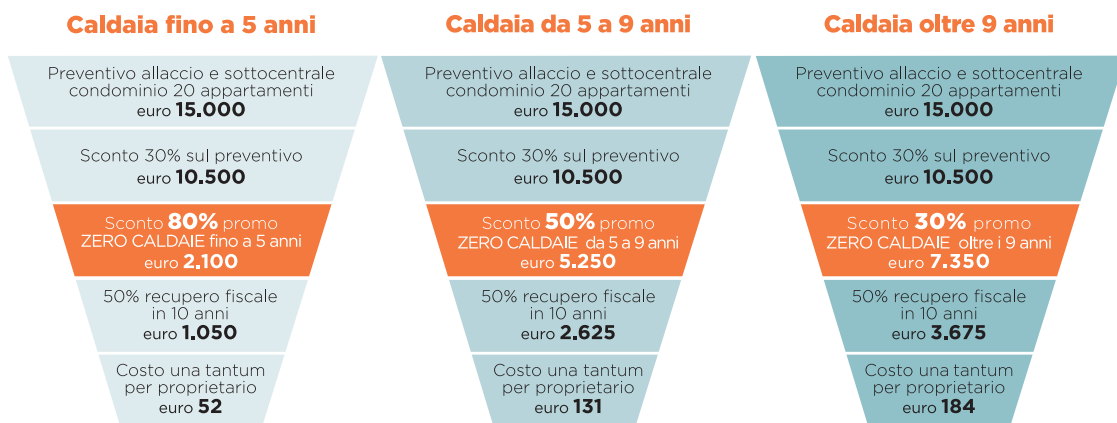 Caldaia fino a 5 anni
Preventivo allaccio e sottocentrale
condominio 20 appartamenti
euro 15.000
Sconto 30% sul preventivo
euro 10.500
Sconto 80% promo
ZERO CALDAIE fino a 5 anni
euro 2.100
50% recupero fiscale
in 10 anni
euro 1.050
Costo una tantum
per proprietario
euro 52
Caldaia da 5 a 9 anni
Preventivo allaccio e sottocentrale
condominio 20 appartamenti
euro 15.000
Sconto 30% sul preventivo
euro 10.500
Sconto 50% promo
ZERO CALDAIE da 5 a 9 anni
euro 5.250
50% recupero fiscale
in 10 anni
euro 2.625
Costo una tantum
per proprietario
euro 131
Caldaia oltre 9 anni
Preventivo allaccio e sottocentrale
condominio 20 appartamenti
euro 15.000
Sconto 30% sul preventivo
euro 10.500
Sconto 30% promo
ZERO CALDAIE oltre i 9 anni
euro 7.350
50% recupero fiscale
in 10 anni
euro 3.675
Costo una tantum
per proprietario
euro 184